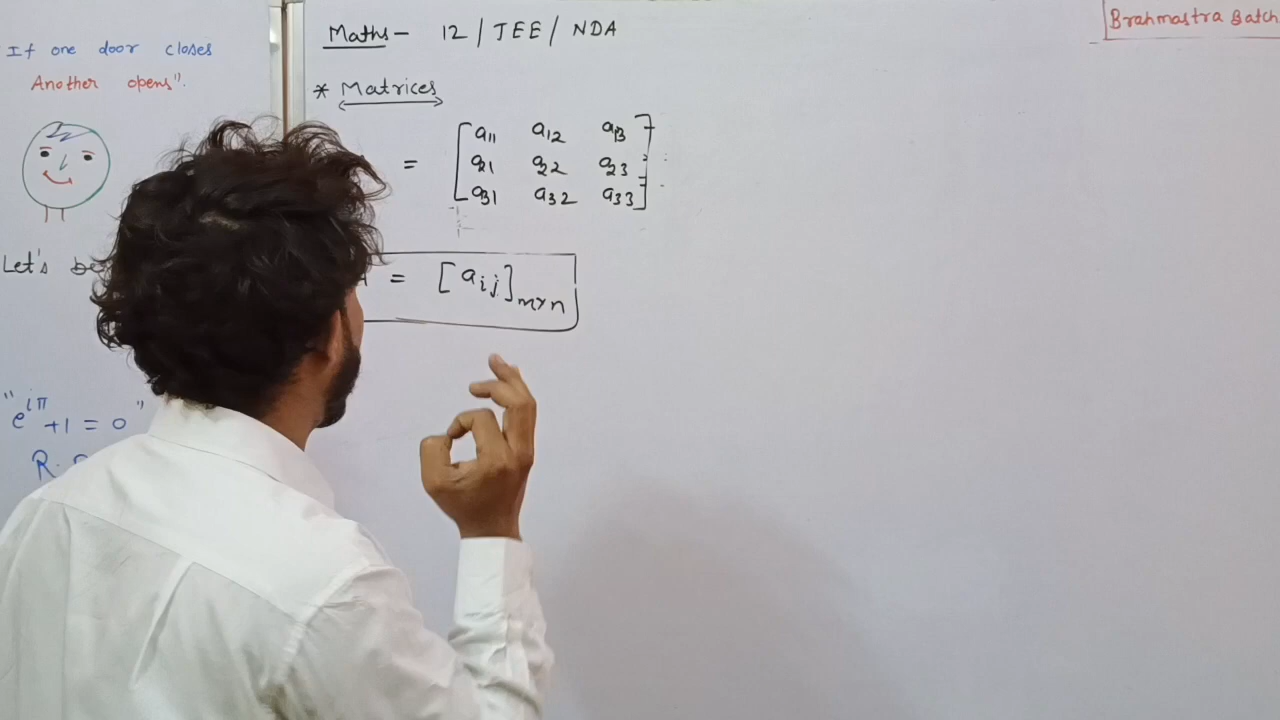 If one door closes
Another opens".
Let's be
" e^iπ +1 = 0 "
R.
Maths - 12 / JEE / NDA
Brahmastra Batch
* Matrices
= [ a11 a12 a13
a21 a22 a23
a31 a32 a33 ]
= [aij]m×n